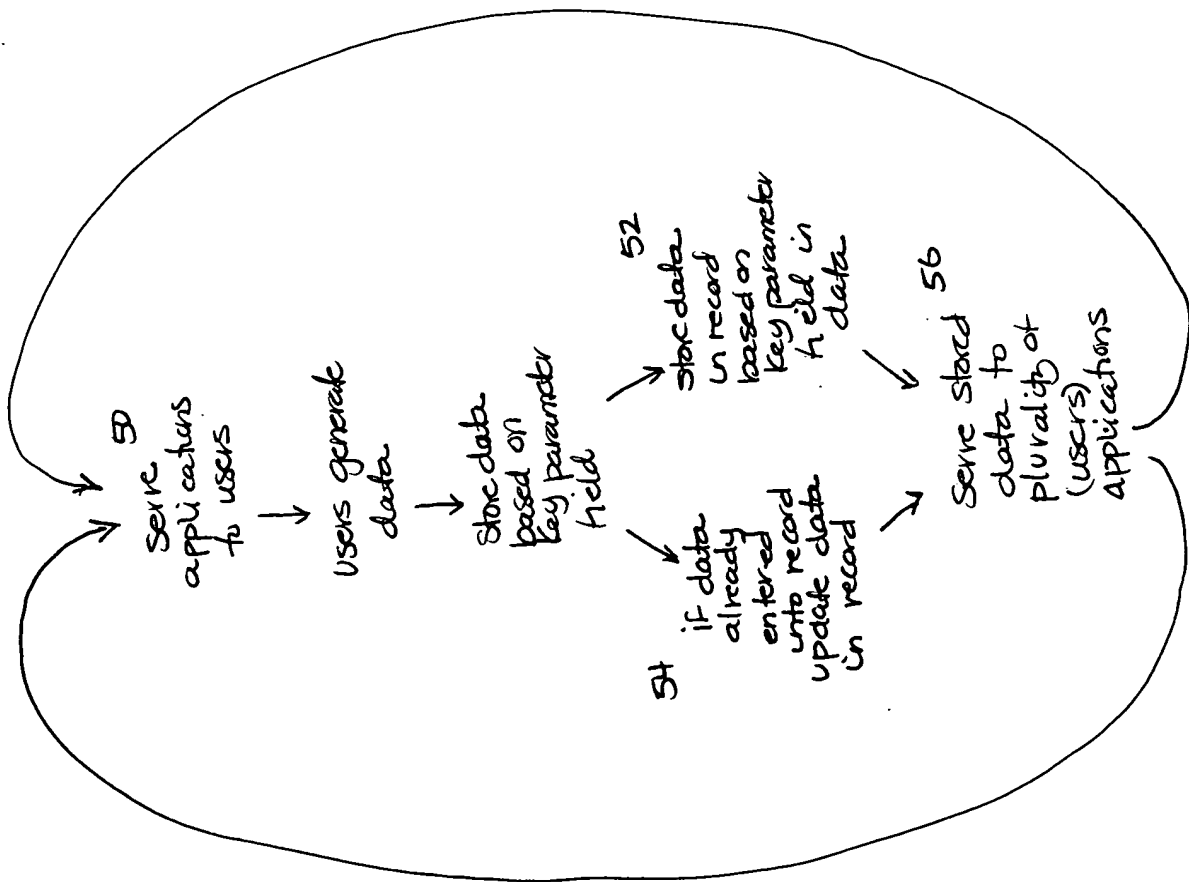 Serve 50
applications
to users
users generate
data
Store data
based on
key parameter
field
54
if data
already
entered
into record
update data
in record
52
Store data
in record
based on
key parameter
field in
data
Serve Stored 56
data to
plurality of
(users)
applications